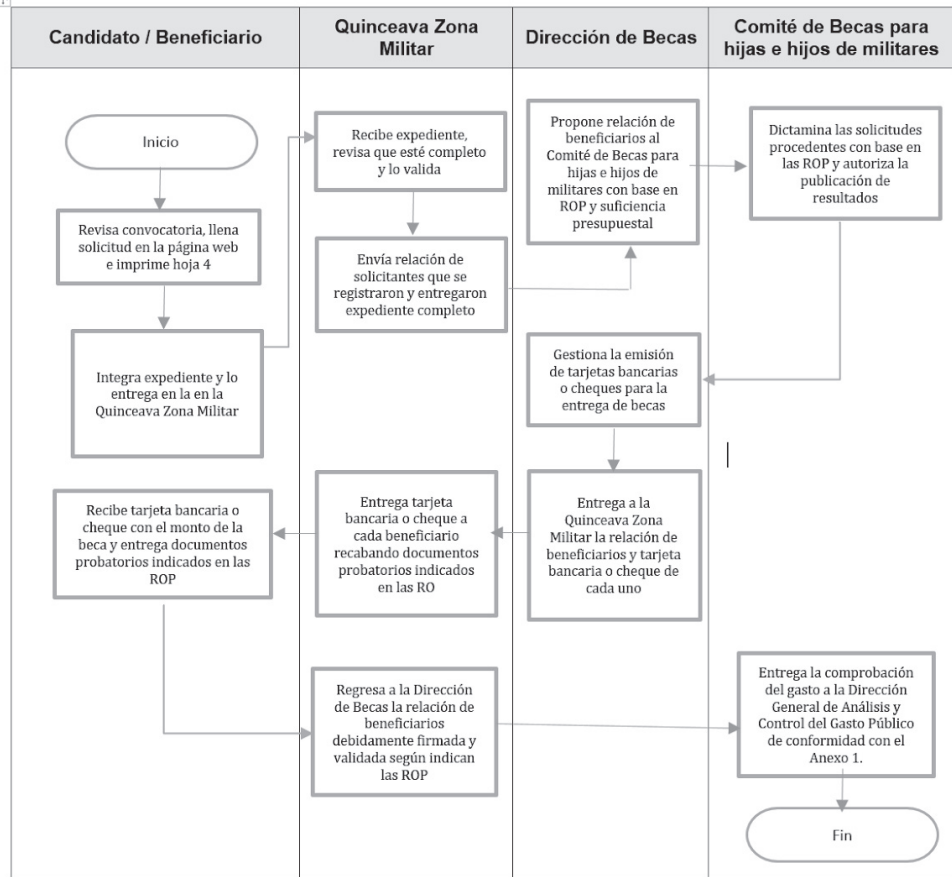 Candidato / Beneficiario
Quinceava Zona
Militar
Dirección de Becas
Comité de Becas para
hijas e hijos de militares
Inicio
Revisa convocatoria, llena
solicitud en la página web
e imprime hoja 4
Integra expediente y lo
entrega en la en la
Quinceava Zona Militar
Recibe expediente,
revisa que esté completo
y lo valida
Envía relación de
solicitantes que se
registraron y entregaron
expediente completo
Propone relación de
beneficiarios al
Comité de Becas para
hijas e hijos de
militares con base en
ROP y suficiencia
presupuestal
Dictamina las solicitudes
procedentes con base en
las ROP y autoriza la
publicación de
resultados
Gestiona la emisión
de tarjetas bancarias
o cheques para la
entrega de becas
Entrega a la
Quinceava Zona
Militar la relación de
beneficiarios y tarjeta
bancaria o cheque de
cada uno
Entrega tarjeta
bancaria o cheque a
cada beneficiario
recabando documentos
probatorios indicados
en las RO
Recibe tarjeta bancaria o
cheque con el monto de la
beca y entrega documentos
probatorios indicados en las
ROP
Regresa a la Dirección
de Becas la relación de
beneficiarios
debidamente firmada y
validada según indican
las ROP
Entrega la comprobación
del gasto a la Dirección
General de Análisis y
Control del Gasto Público
de conformidad con el
Anexo 1.
Fin